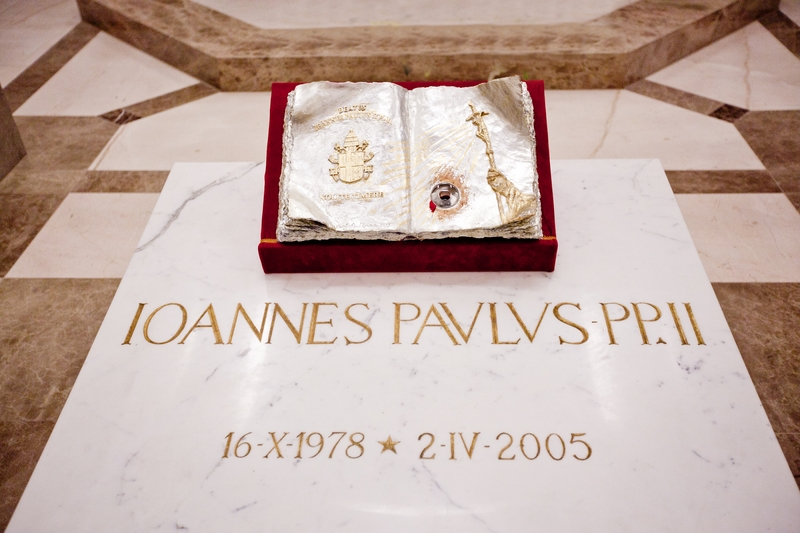 IOANNES PAVLVS·PP.II
16-X-1978 ★ 2-IV-2005